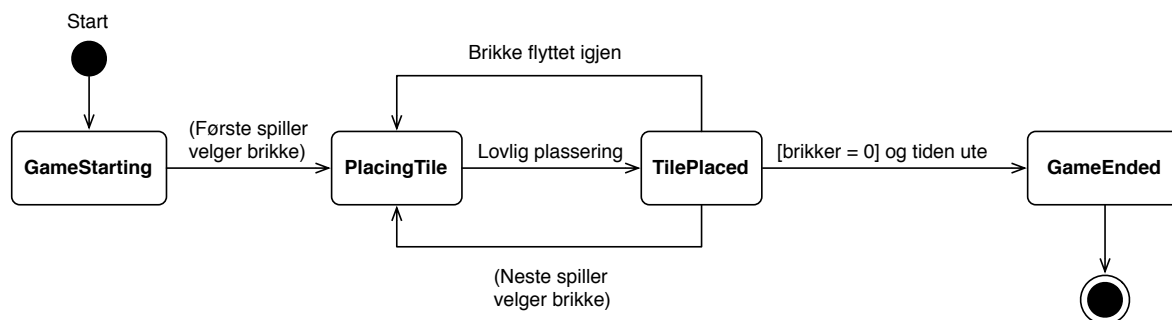 Start
Brikke flyttet igjen
(Første spiller
velger brikke)
GameStarting
PlacingTile
Lovlig plassering
TilePlaced
[brikker = 0] og tiden ute
GameEnded
(Neste spiller
velger brikke)